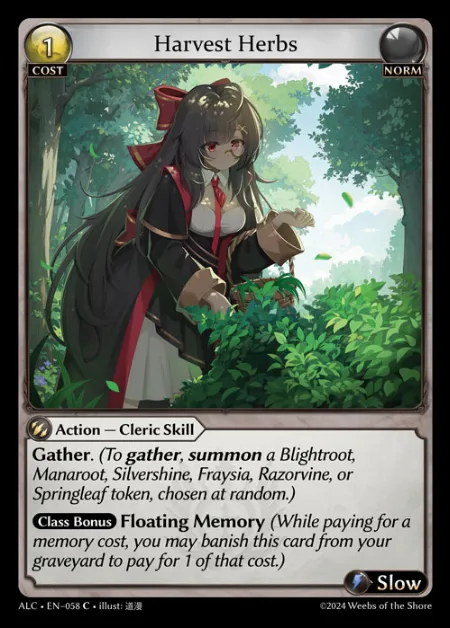 1
Harvest Herbs
COST
NORM
Action — Cleric Skill
Gather. (To gather, summon a Blightroot,
Manaroot, Silvershine, Fraysia, Razorvine, or
Springleaf token, chosen at random.)
Class Bonus Floating Memory (While paying for a
memory cost, you may banish this card from your
graveyard to pay for 1 of that cost.)
Slow
ALC • EN-058 C • illust: 道漫
©2024 Weebs of the Shore